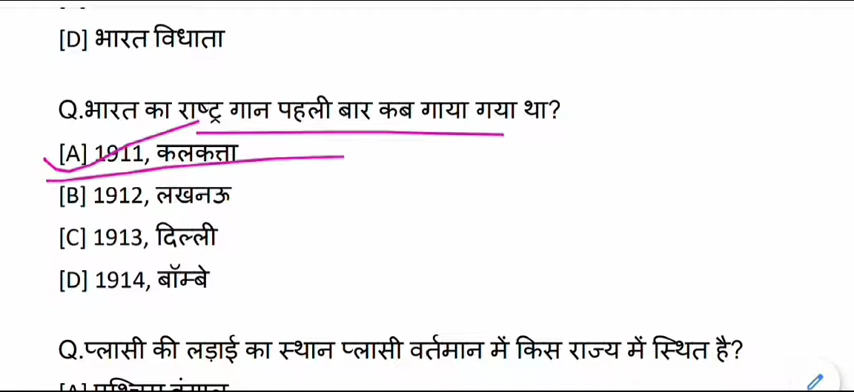 [D] भारत विधाता
Q.भारत का राष्ट्र गान पहली बार कब गाया गया था?
[A] 1911, कलकत्ता
[B] 1912, लखनऊ
[C] 1913, दिल्ली
[D] 1914, बॉम्बे
Q.प्लासी की लड़ाई का स्थान प्लासी वर्तमान में किस राज्य में स्थित है?